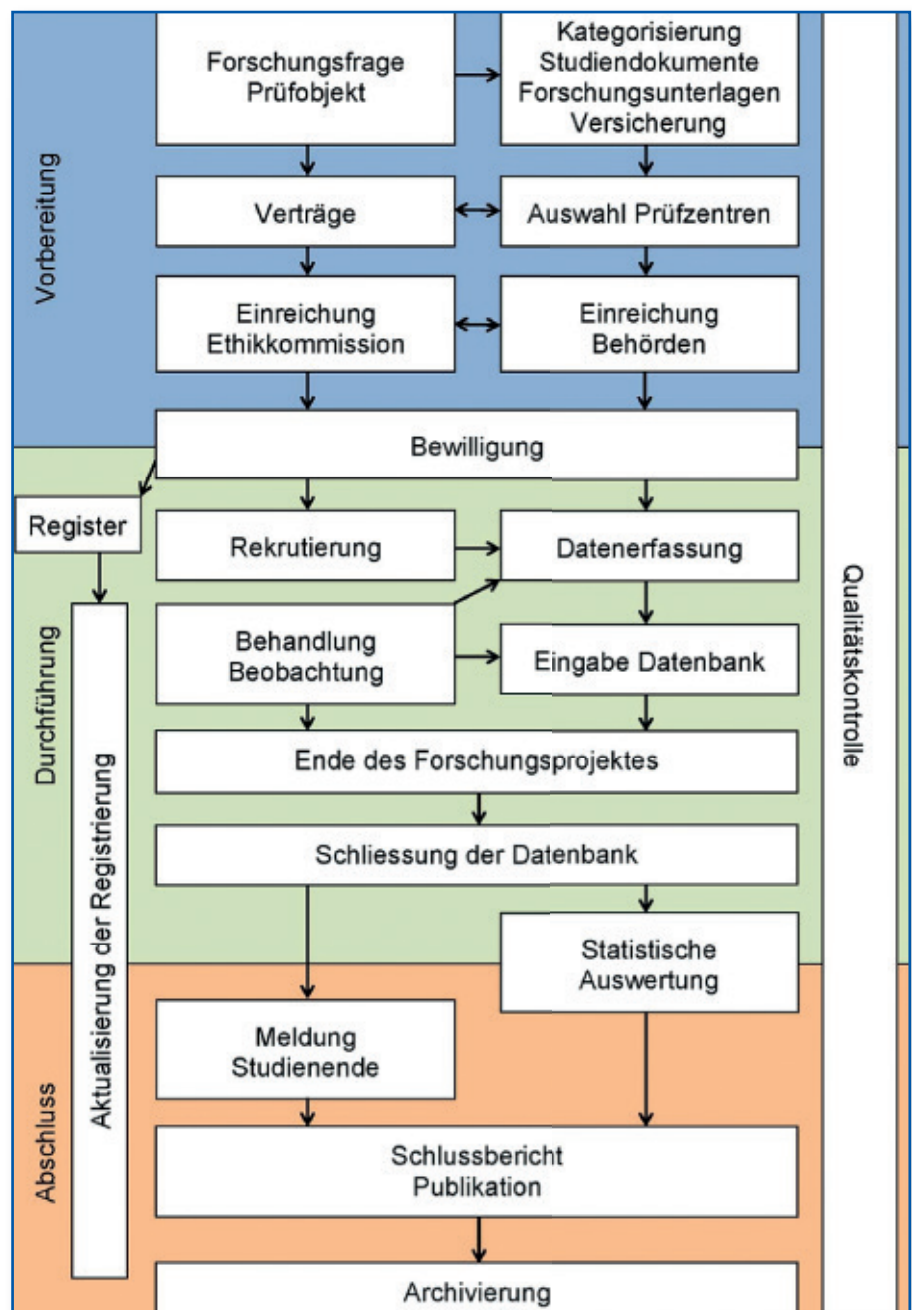 Vorbereitung
Forschungsfrage
Prüfobjekt
Kategorisierung
Studiendokumente
Forschungsunterlagen
Versicherung
Verträge
Auswahl Prüfzentren
Einreichung
Ethikkommission
Einreichung
Behörden
Bewilligung
Durchführung
Register
Rekrutierung
Datenerfassung
Behandlung
Beobachtung
Eingabe Datenbank
Ende des Forschungsprojektes
Schliessung der Datenbank
Statistische
Auswertung
Aktualisierung der Registrierung
Abschluss
Meldung
Studienende
Schlussbericht
Publikation
Archivierung
Qualitätskontrolle